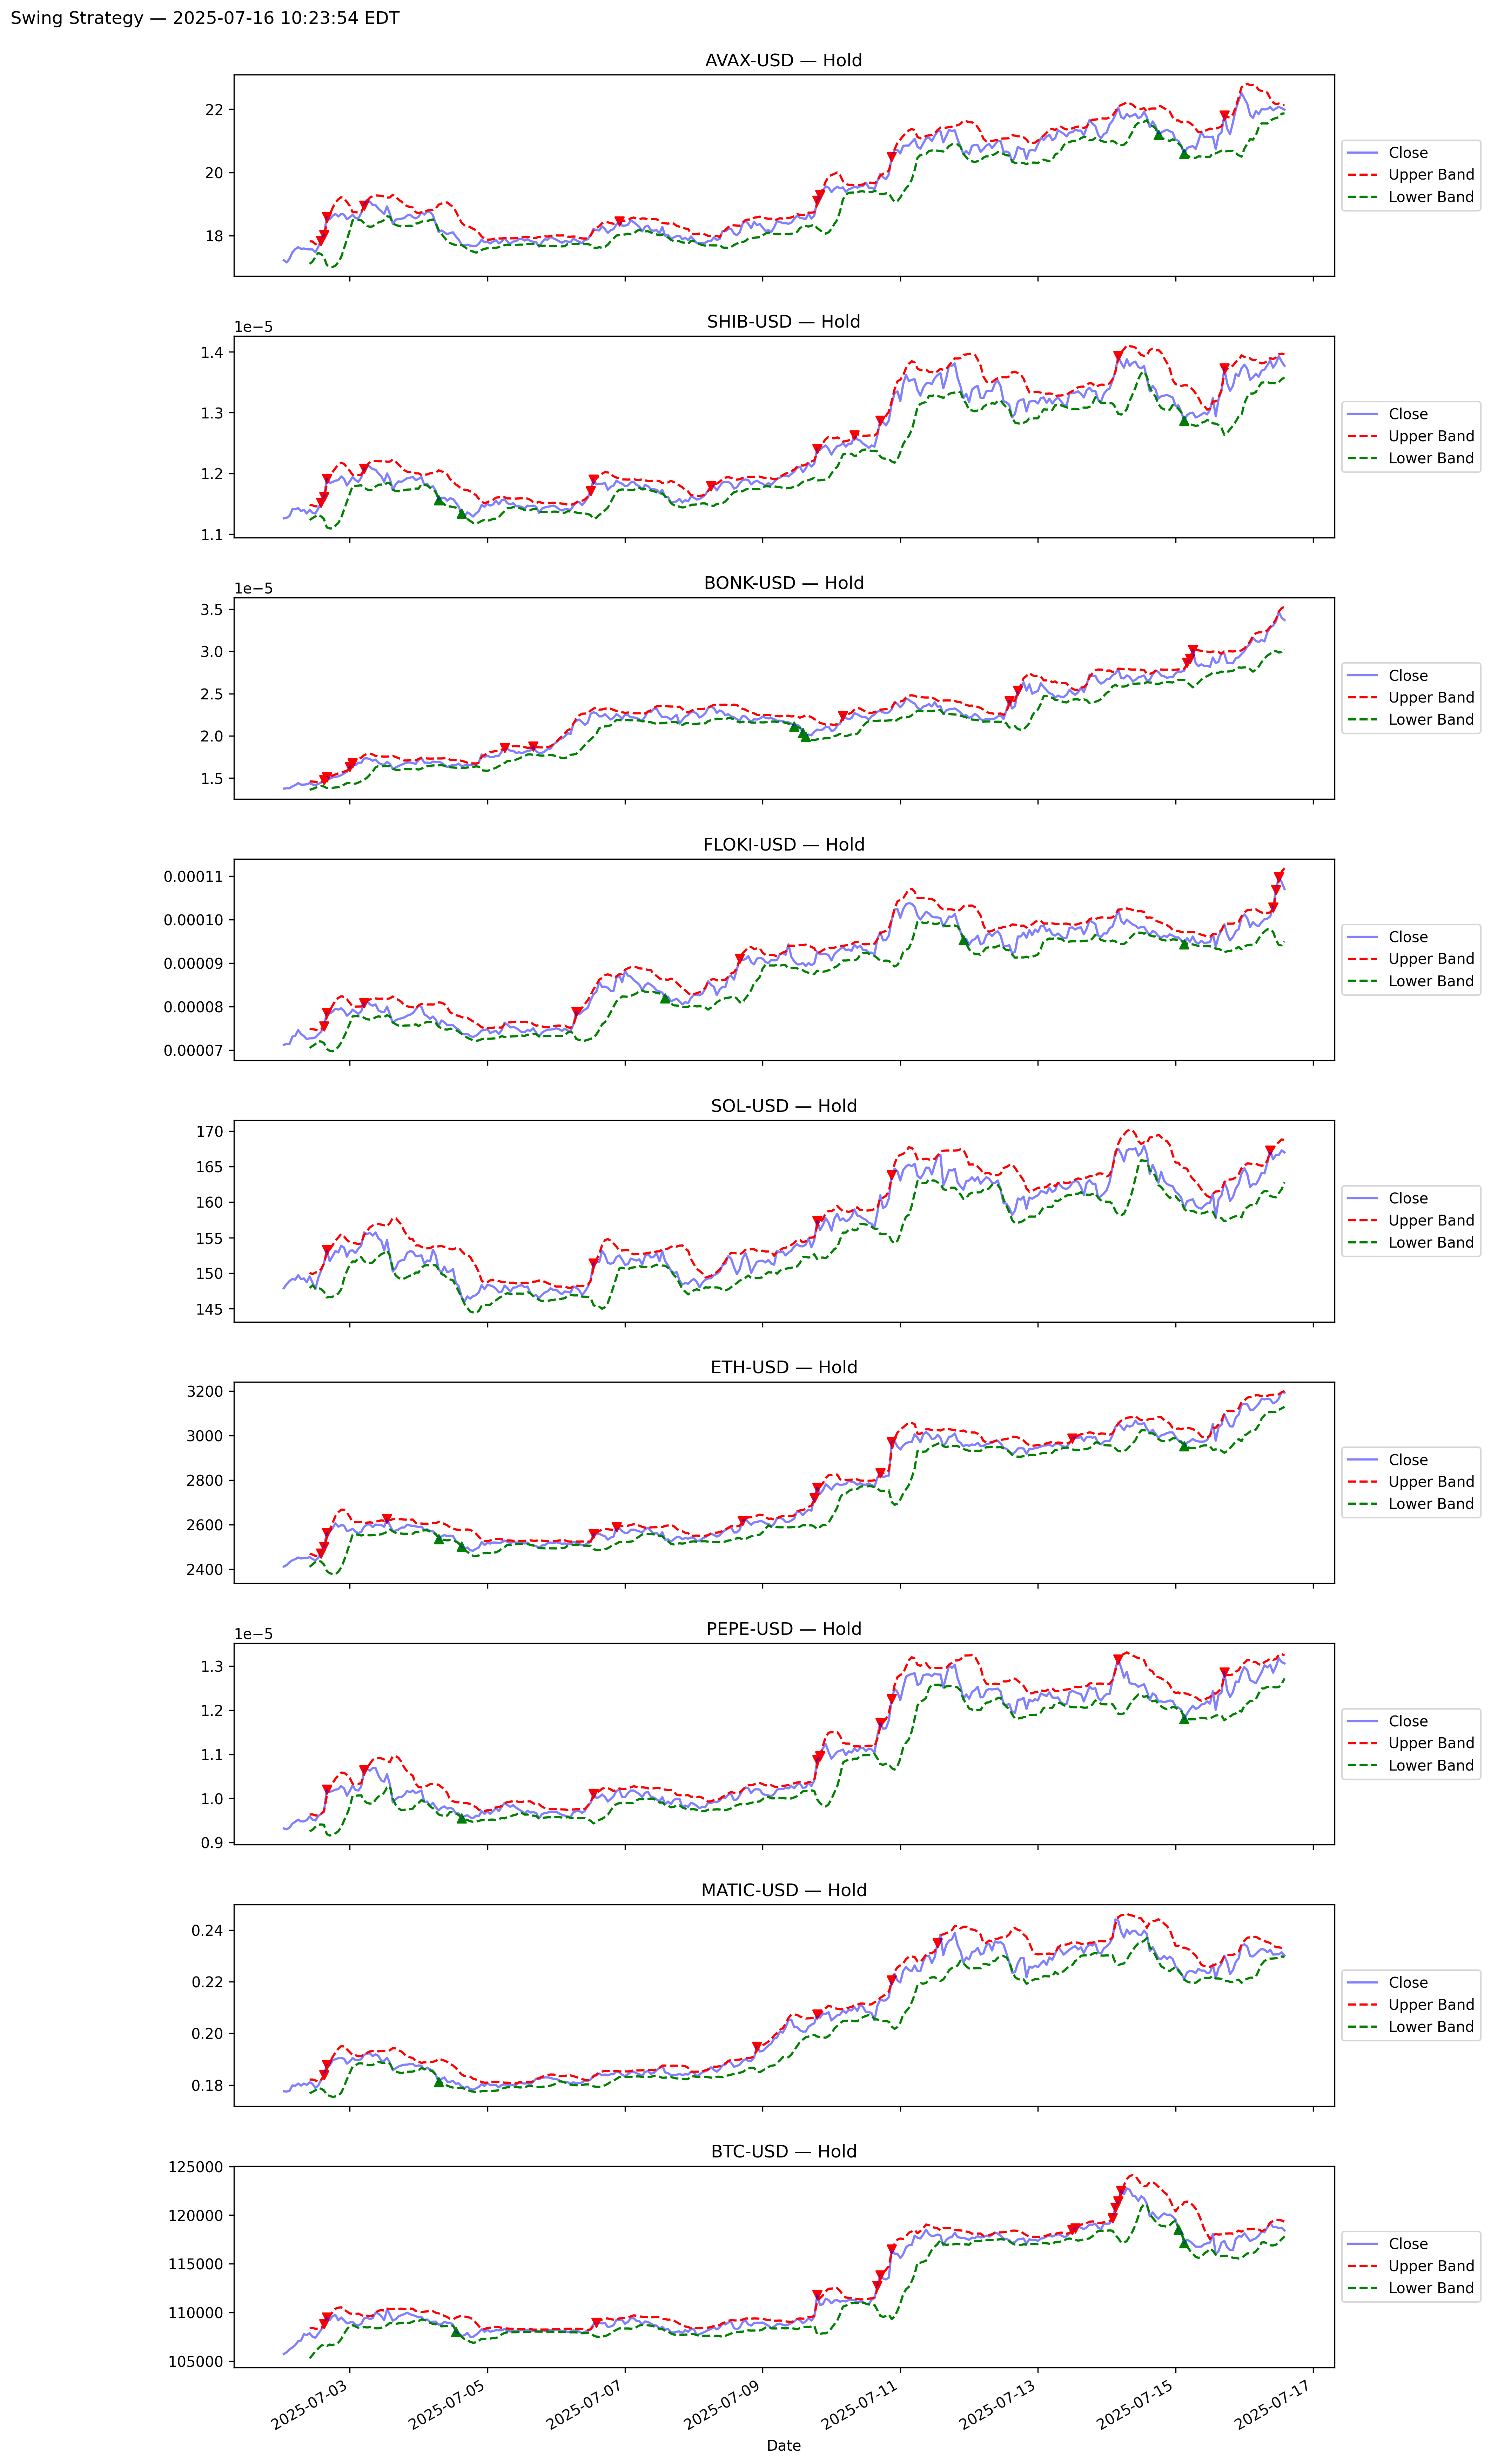 Swing Strategy — 2025-07-16 10:23:54 EDT
AVAX-USD — Hold
22
20
18
Close
Upper Band
Lower Band
SHIB-USD — Hold
1e−5
1.4
1.3
1.2
1.1
Close
Upper Band
Lower Band
BONK-USD — Hold
1e−5
3.5
3.0
2.5
2.0
1.5
Close
Upper Band
Lower Band
FLOKI-USD — Hold
0.00011
0.00010
0.00009
0.00008
0.00007
Close
Upper Band
Lower Band
SOL-USD — Hold
170
165
160
155
150
145
Close
Upper Band
Lower Band
ETH-USD — Hold
3200
3000
2800
2600
2400
Close
Upper Band
Lower Band
PEPE-USD — Hold
1e−5
1.3
1.2
1.1
1.0
0.9
Close
Upper Band
Lower Band
MATIC-USD — Hold
0.24
0.22
0.20
0.18
Close
Upper Band
Lower Band
BTC-USD — Hold
125000
120000
115000
110000
105000
Close
Upper Band
Lower Band
2025-07-03
2025-07-05
2025-07-07
2025-07-09
2025-07-11
2025-07-13
2025-07-15
2025-07-17
Date